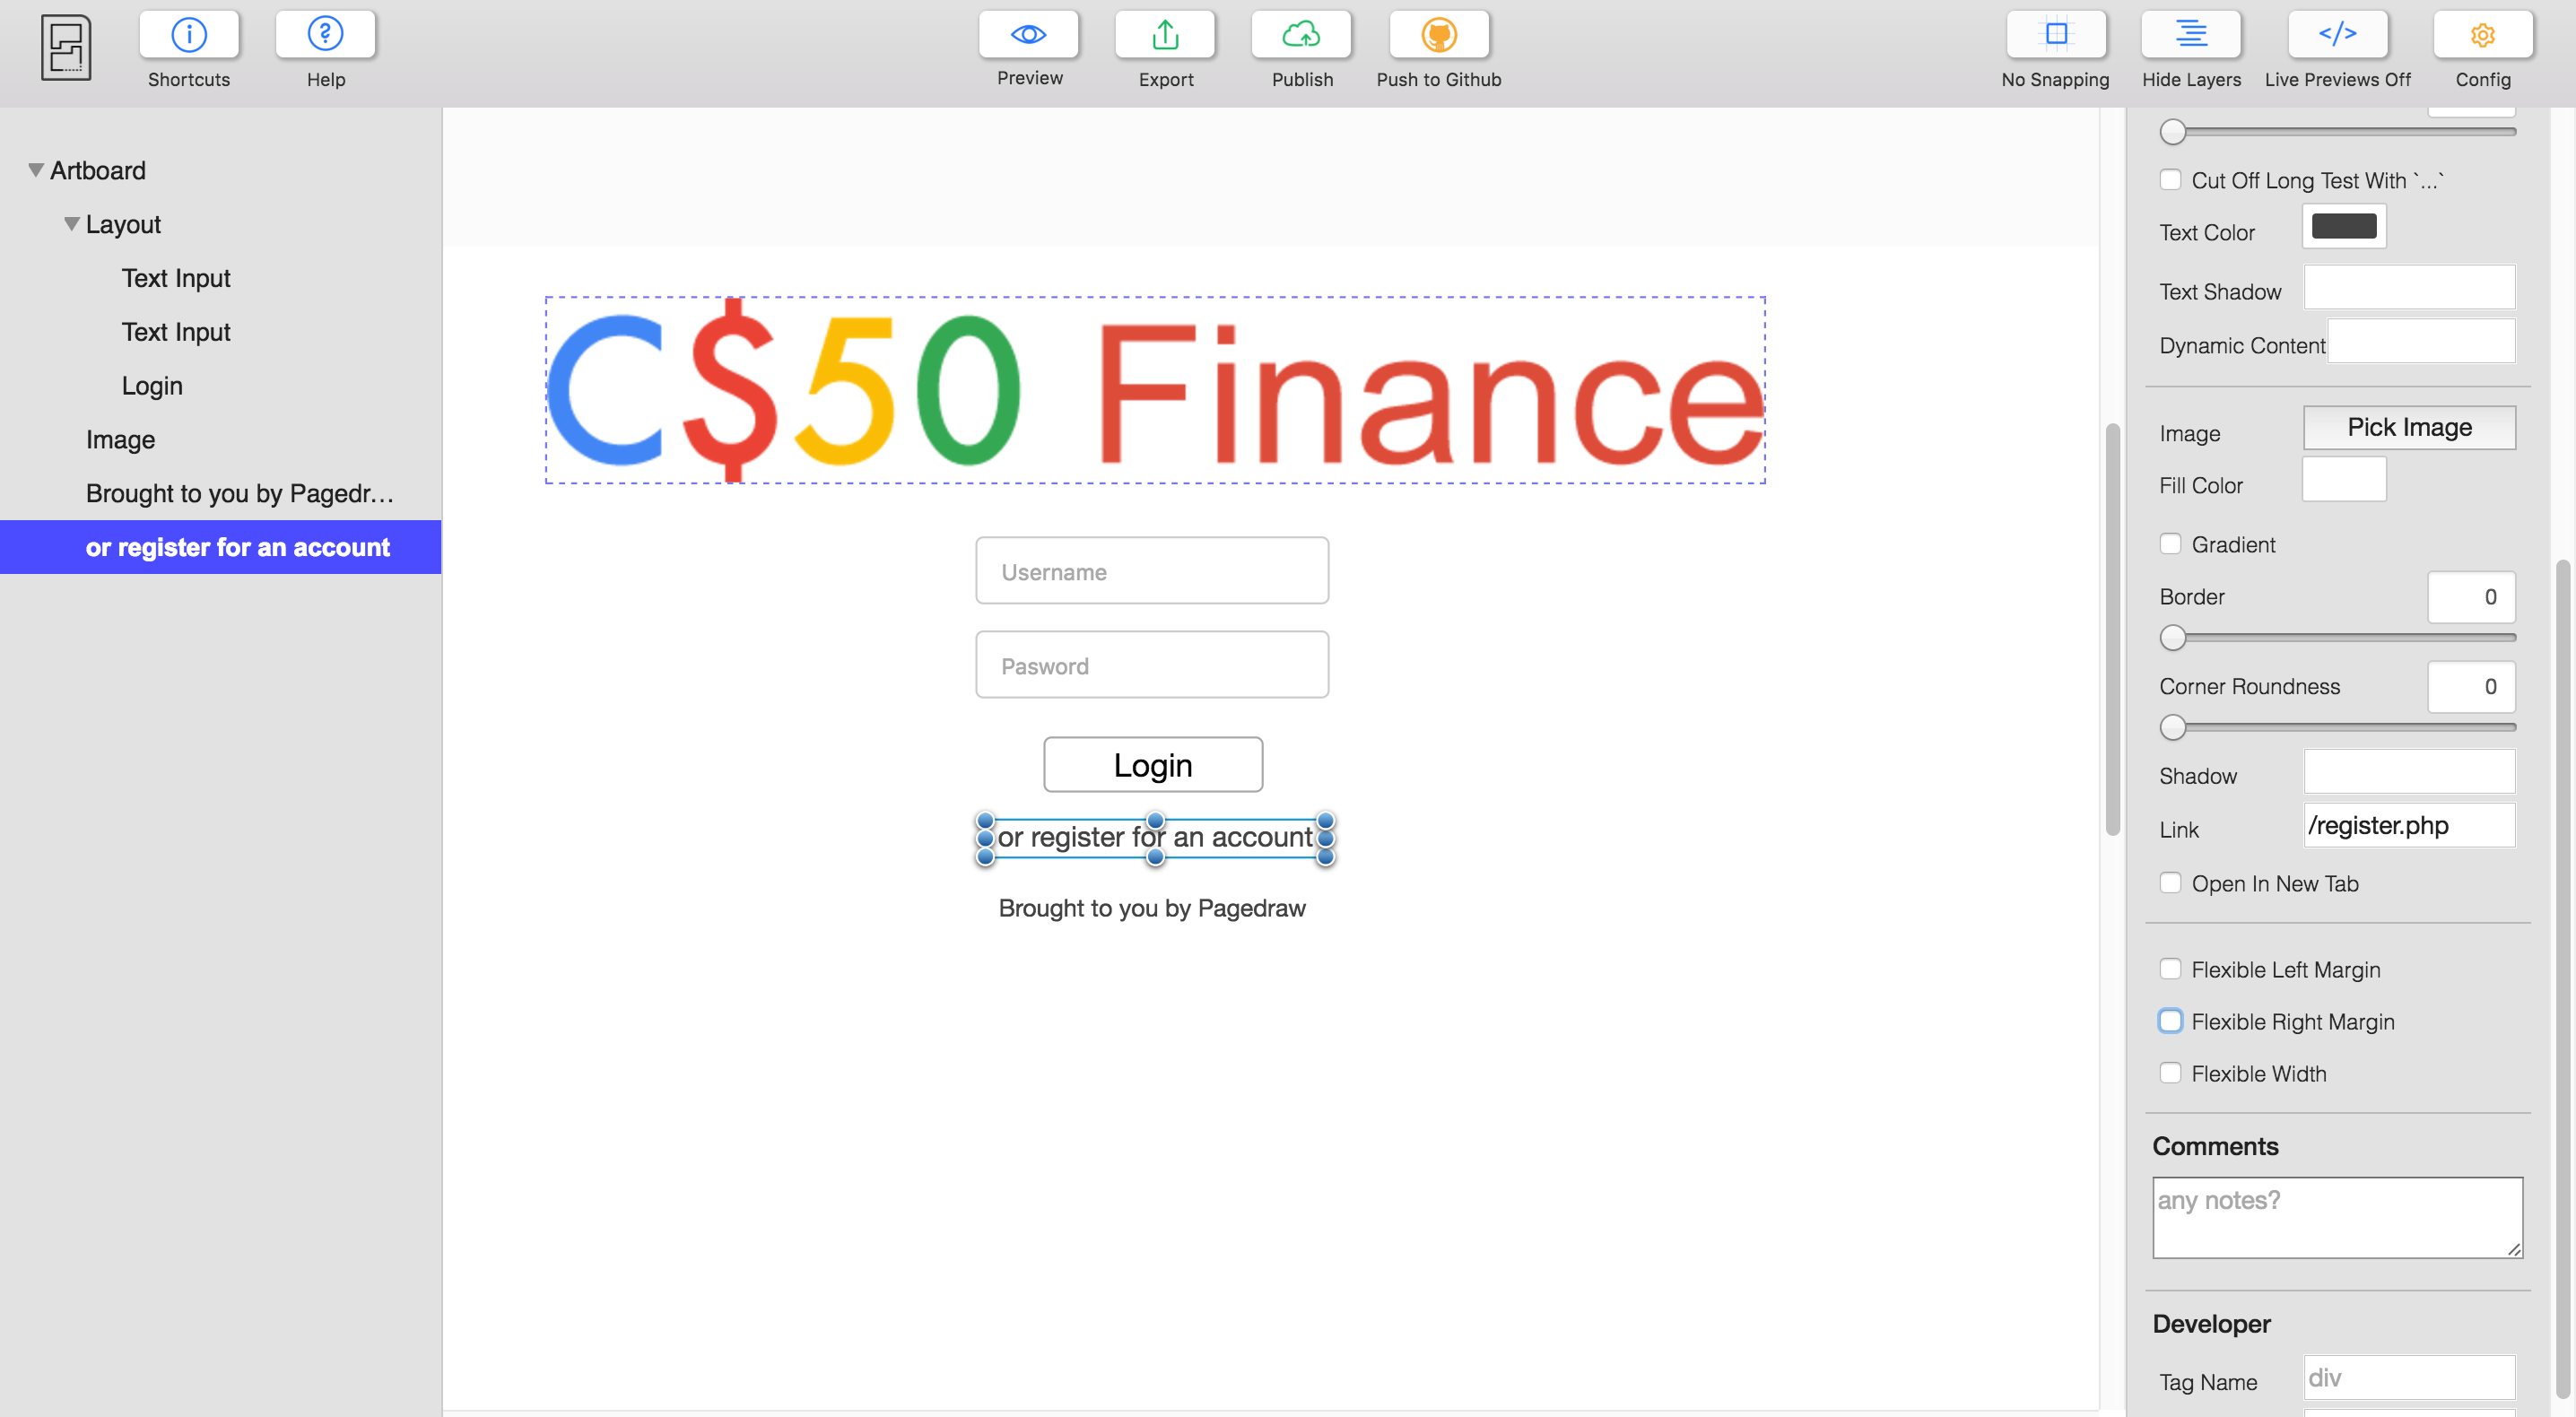 Shortcuts
Help
Preview
Export
Publish
Push to Github
No Snapping
Hide Layers
Live Previews Off
Config
Artboard
Layout
Text Input
Text Input
Login
Image
Brought to you by Pagedr...
or register for an account
C$50 Finance
Username
Pasword
Login
or register for an account
Brought to you by Pagedraw
Cut Off Long Test With `...`
Text Color
Text Shadow
Dynamic Content
Image Pick Image
Fill Color
Gradient
Border 0
Corner Roundness 0
Shadow
Link /register.php
Open In New Tab
Flexible Left Margin
Flexible Right Margin
Flexible Width
Comments
any notes?
Developer
Tag Name div